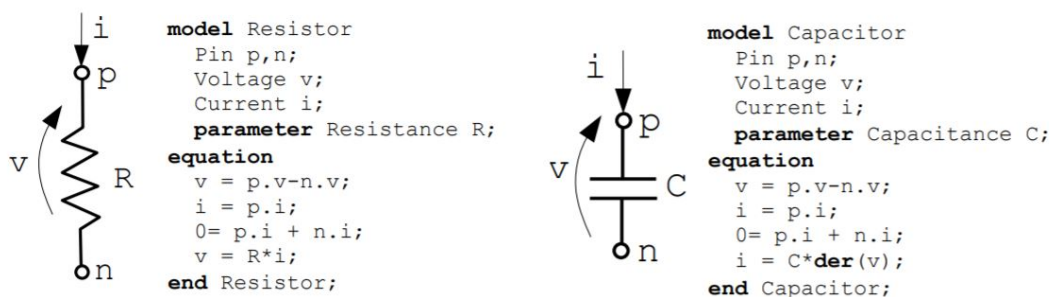 i
p
v
R
n
model Resistor
  Pin p,n;
  Voltage v;
  Current i;
  parameter Resistance R;
equation
  v = p.v-n.v;
  i = p.i;
  0= p.i + n.i;
  v = R*i;
end Resistor;
i
p
v
C
n
model Capacitor
  Pin p,n;
  Voltage v;
  Current i;
  parameter Capacitance C;
equation
  v = p.v-n.v;
  i = p.i;
  0= p.i + n.i;
  i = C*der(v);
end Capacitor;